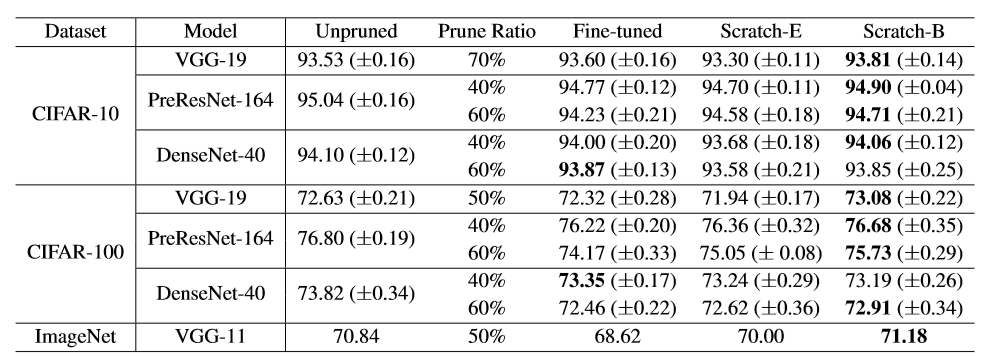 Dataset Model Unpruned Prune Ratio Fine-tuned Scratch-E Scratch-B
CIFAR-10 VGG-19 93.53 (±0.16) 70% 93.60 (±0.16) 93.30 (±0.11) 93.81 (±0.14)
PreResNet-164 95.04 (±0.16) 40% 94.77 (±0.12) 94.70 (±0.11) 94.90 (±0.04)
60% 94.23 (±0.21) 94.58 (±0.18) 94.71 (±0.21)
DenseNet-40 94.10 (±0.12) 40% 94.00 (±0.20) 93.68 (±0.18) 94.06 (±0.12)
60% 93.87 (±0.13) 93.58 (±0.21) 93.85 (±0.25)
CIFAR-100 VGG-19 72.63 (±0.21) 50% 72.32 (±0.28) 71.94 (±0.17) 73.08 (±0.22)
PreResNet-164 76.80 (±0.19) 40% 76.22 (±0.20) 76.36 (±0.32) 76.68 (±0.35)
60% 74.17 (±0.33) 75.05 (± 0.08) 75.73 (±0.29)
DenseNet-40 73.82 (±0.34) 40% 73.35 (±0.17) 73.24 (±0.29) 73.19 (±0.26)
60% 72.46 (±0.22) 72.62 (±0.36) 72.91 (±0.34)
ImageNet VGG-11 70.84 50% 68.62 70.00 71.18